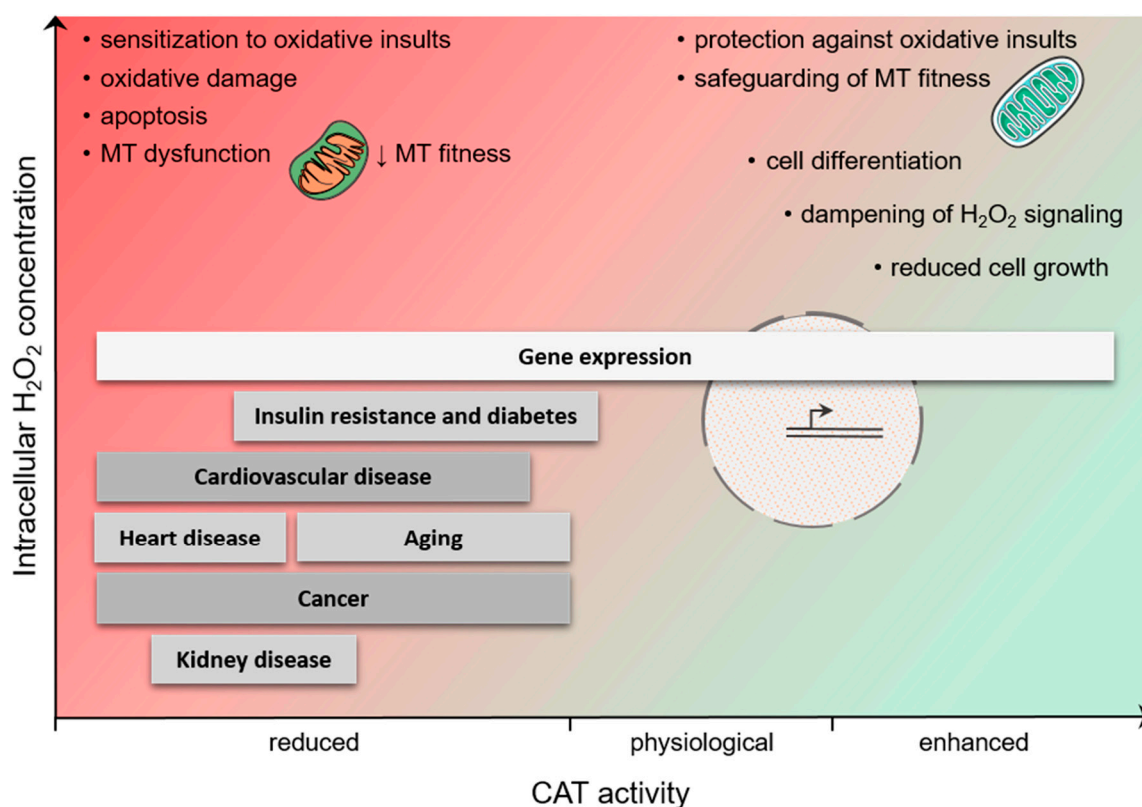 • sensitization to oxidative insults
• oxidative damage
• apoptosis
• MT dysfunction
↓ MT fitness
• protection against oxidative insults
• safeguarding of MT fitness
• cell differentiation
• dampening of H₂O₂ signaling
• reduced cell growth
Intracellular H₂O₂ concentration
Gene expression
Insulin resistance and diabetes
Cardiovascular disease
Heart disease
Aging
Cancer
Kidney disease
reduced
physiological
enhanced
CAT activity